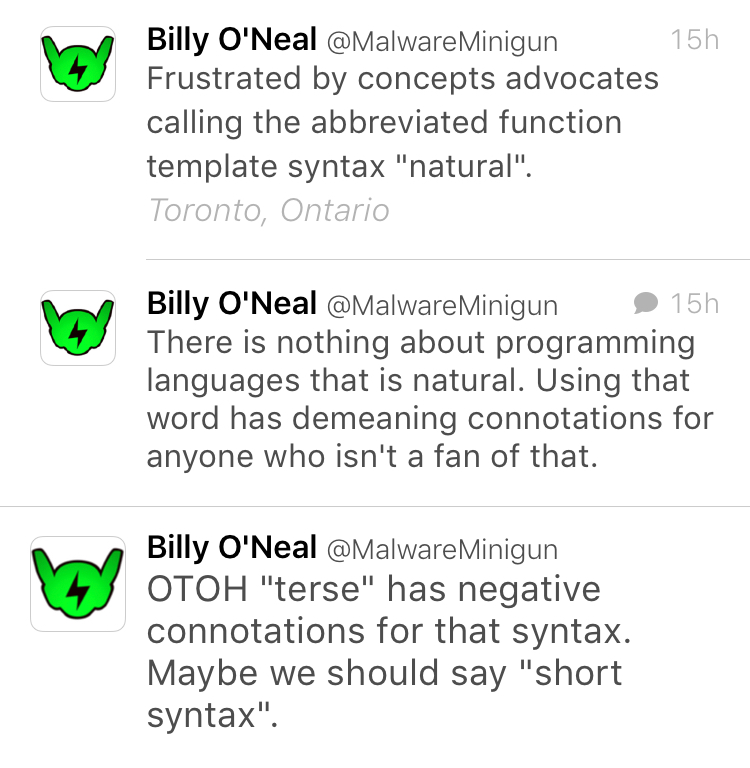 Billy O'Neal @MalwareMinigun 15h
Frustrated by concepts advocates
calling the abbreviated function
template syntax "natural".
Toronto, Ontario
Billy O'Neal @MalwareMinigun 15h
There is nothing about programming
languages that is natural. Using that
word has demeaning connotations for
anyone who isn't a fan of that.
Billy O'Neal @MalwareMinigun
OTOH "terse" has negative
connotations for that syntax.
Maybe we should say "short
syntax".